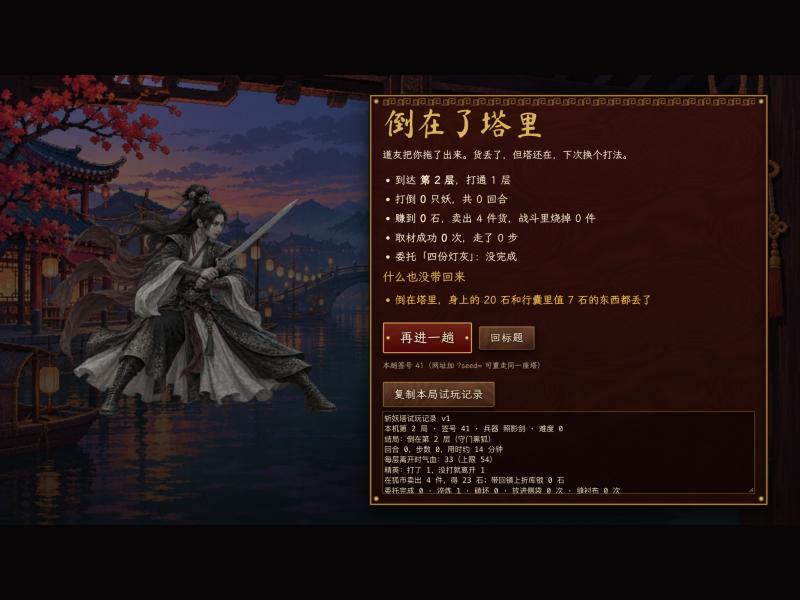 倒在了塔里
道友把你拖了出来。货丢了，但塔还在，下次换个打法。
• 到达 第 2 层，打通 1 层
• 打倒 0 只妖，共 0 回合
• 赚到 0 石，卖出 4 件货，战斗里烧掉 0 件
• 取材成功 0 次，走了 0 步
• 委托「四份灯灰」：没完成
什么也没带回来
• 倒在塔里，身上的 20 石和行囊里值 7 石的东西都丢了
再进一趟
回标题
本趟签号 41（网址加 ?seed= 可重走同一座塔）
复制本局试玩记录
斩妖塔试玩记录 v1
本机第 2 局 · 签号 41 · 兵器 照影剑 · 难度 0
结局：倒在第 2 层（守门黑狐）
回合 0，步数 0，用时约 14 分钟
每层离开时气血：33（上限 54）
精英：打了 1，没打就离开 1
在狐市卖出 4 件，得 23 石；带回镇上折库银 0 石
委托完成 0 · 淬炼 1 · 磕坏 0 · 放进侧袋 0 次 · 缝衬布 0 次